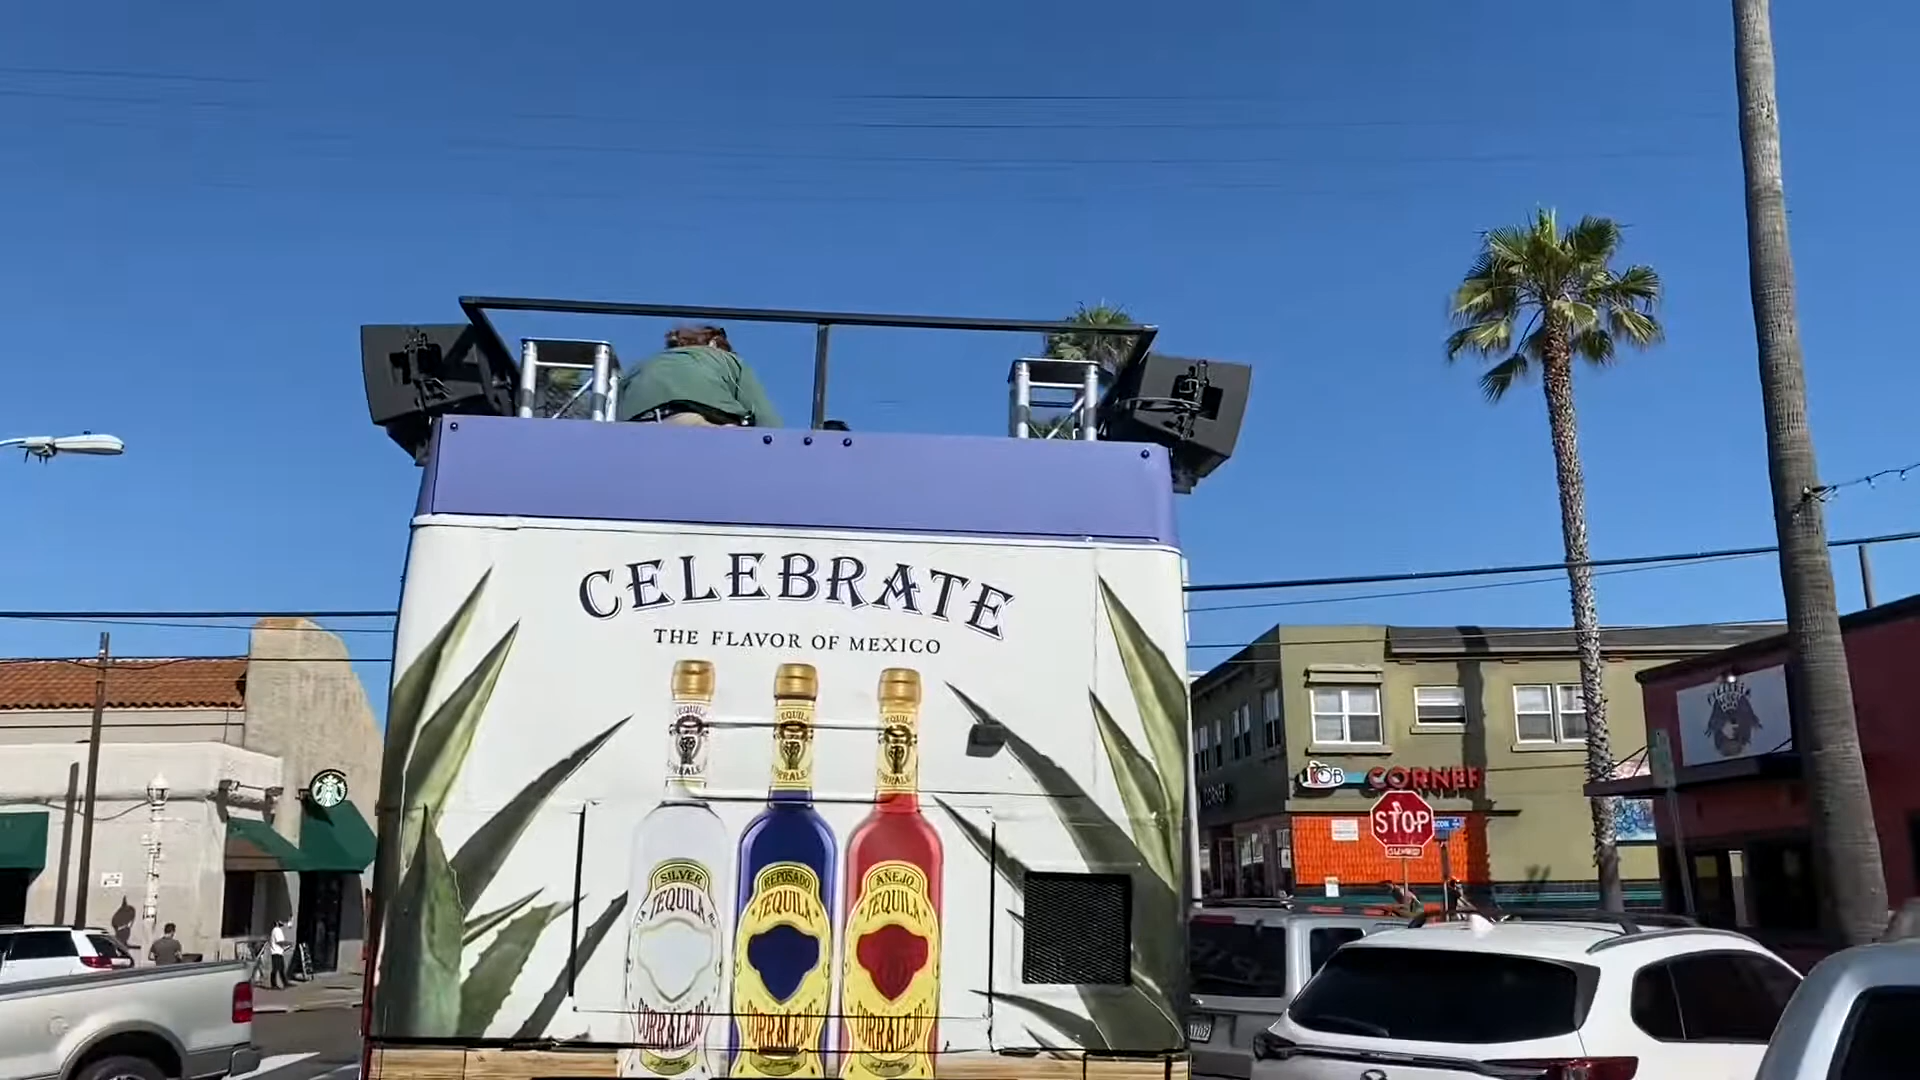 CELEBRATE
THE FLAVOR OF MEXICO
TEQUILA
CORRALEJO
TEQUILA
CORRALEJO
TEQUILA
CORRALEJO
SILVER
TEQUILA
CORRALEJO
REPOSADO
TEQUILA
CORRALEJO
AÑEJO
TEQUILA
CORRALEJO
OB
CORNER
STOP